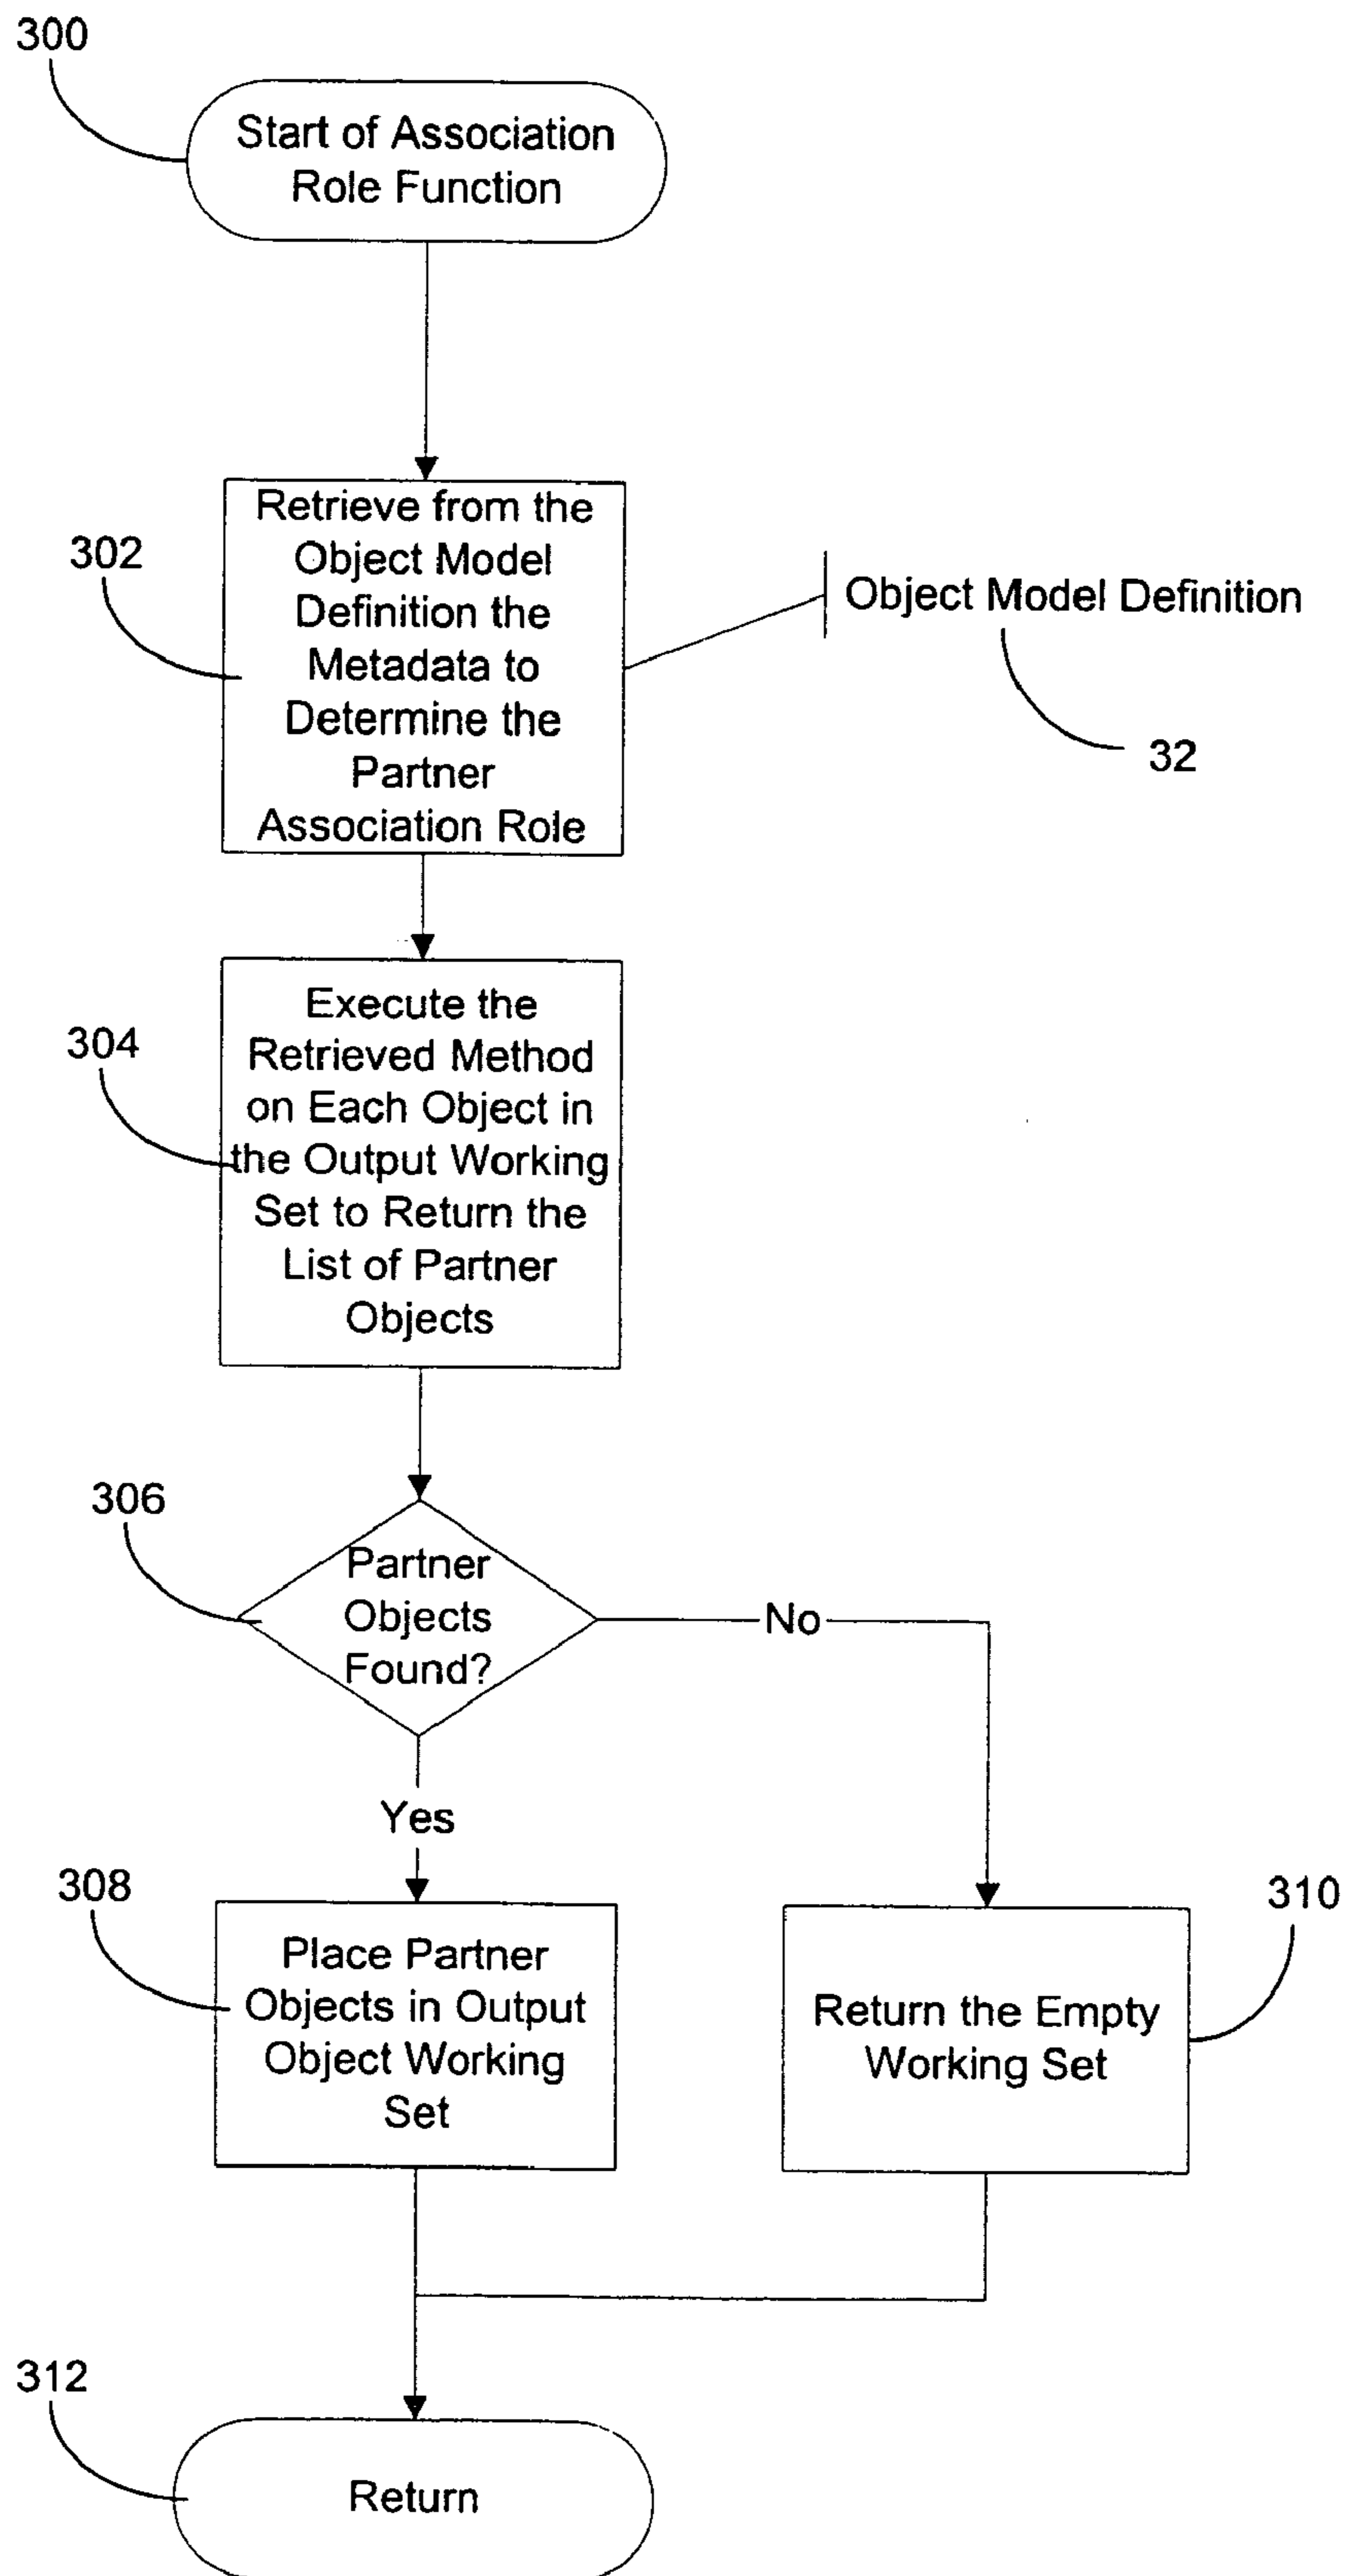 300
Start of Association
Role Function
302
Retrieve from the
Object Model
Definition the
Metadata to
Determine the
Partner
Association Role
Object Model Definition
32
304
Execute the
Retrieved Method
on Each Object in
the Output Working
Set to Return the
List of Partner
Objects
306
Partner
Objects
Found?
No
Yes
308
Place Partner
Objects in Output
Object Working
Set
310
Return the Empty
Working Set
312
Return